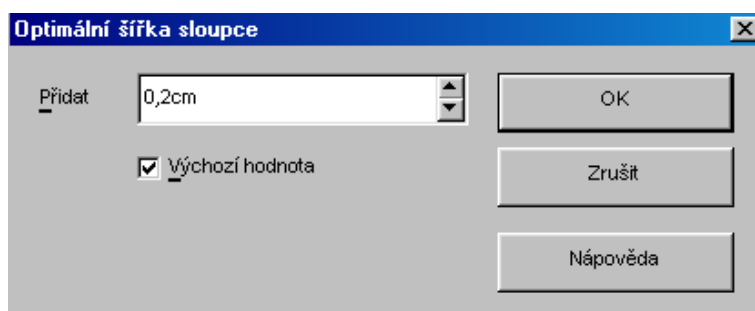 Optimální šířka sloupce
Přidat
0,2cm
OK
Výchozí hodnota
Zrušit
Nápověda